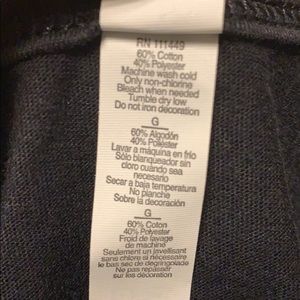 RN 111449
60% Cotton
40% Polyester
Machine wash cold
Only non-chlorine
Bleach when needed
Tumble dry low
Do not iron decoration
G
60% Algodón
40% Poliéster
Lavar a máquina en frío
Sólo blanqueador sin
cloro cuando sea
necesario
Secar a baja temperatura
No planche
Sobre la decoración
G
60% Coton
40% Polyester
Froid de lavage
de machine
Seulement un javellisant
sans chlore si nécessaire
le bas sec de dégringolade
Ne pas repasser
sur les décoration